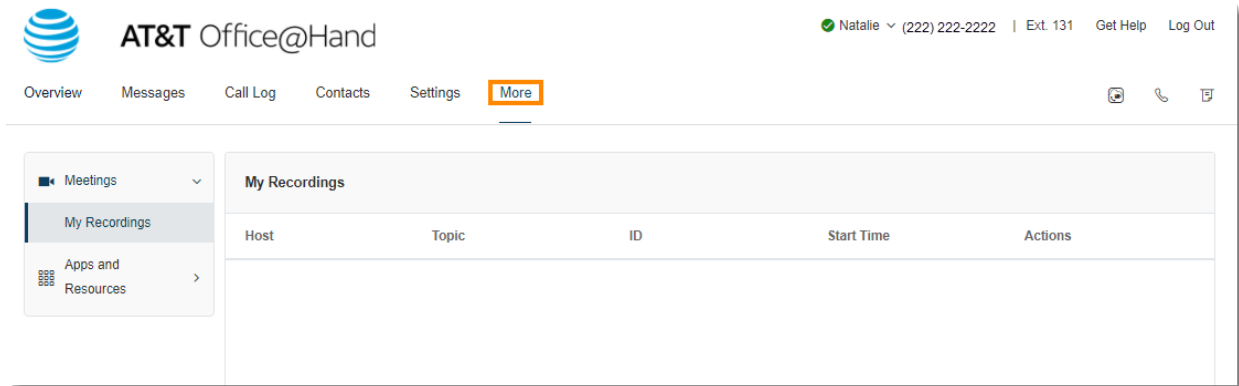 AT&T Office@Hand
Natalie (222) 222-2222 | Ext. 131 Get Help Log Out
Overview Messages Call Log Contacts Settings More
Meetings
My Recordings
Apps and
Resources
My Recordings
Host Topic ID Start Time Actions